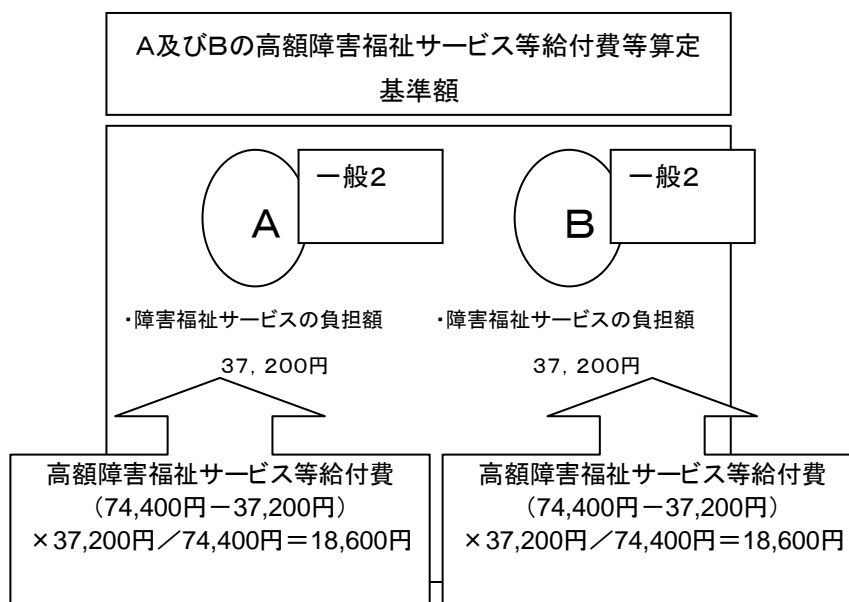 A及びBの高額障害福祉サービス等給付費等算定
基準額
一般2
A
一般2
B
・障害福祉サービスの負担額
37,200円
・障害福祉サービスの負担額
37,200円
高額障害福祉サービス等給付費
(74,400円-37,200円)
×37,200円/74,400円=18,600円
高額障害福祉サービス等給付費
(74,400円-37,200円)
×37,200円/74,400円=18,600円